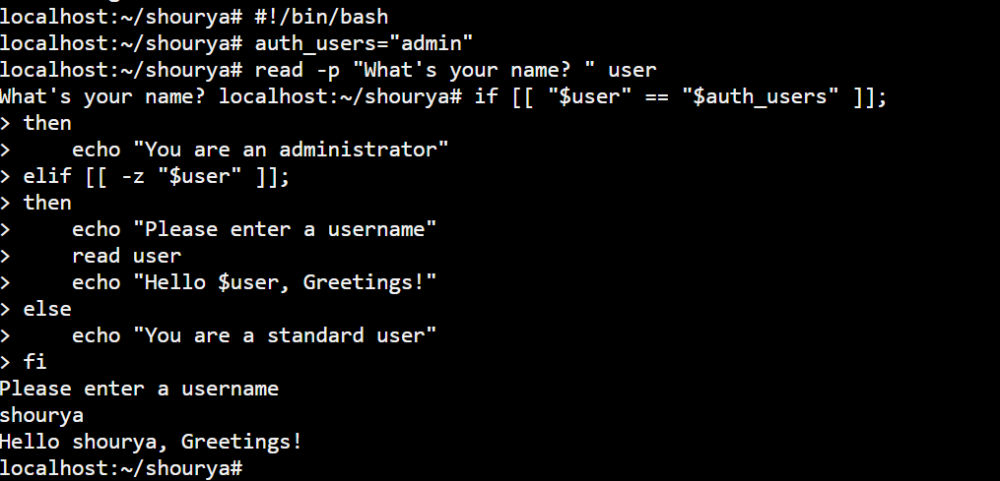 localhost:~/shourya# #!/bin/bash
localhost:~/shourya# auth_users="admin"
localhost:~/shourya# read -p "What's your name? " user
What's your name? localhost:~/shourya# if [[ "$user" == "$auth_users" ]];
> then
>     echo "You are an administrator"
> elif [[ -z "$user" ]];
> then
>     echo "Please enter a username"
>     read user
>     echo "Hello $user, Greetings!"
> else
>     echo "You are a standard user"
> fi
Please enter a username
shourya
Hello shourya, Greetings!
localhost:~/shourya#